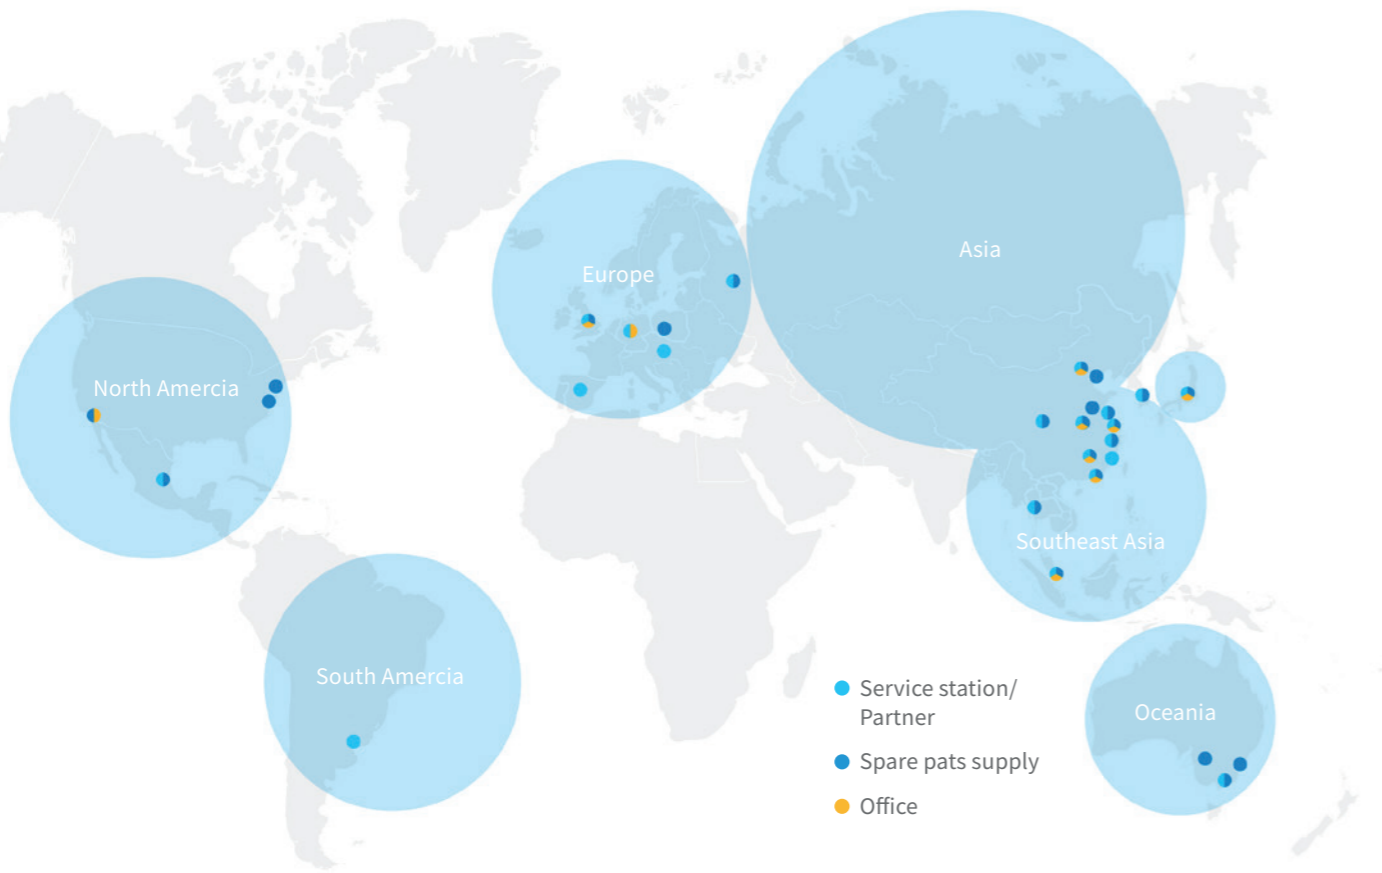 Asia
Europe
North Amercia
Southeast Asia
South Amercia
Service station/
Partner
Spare pats supply
Office
Oceania